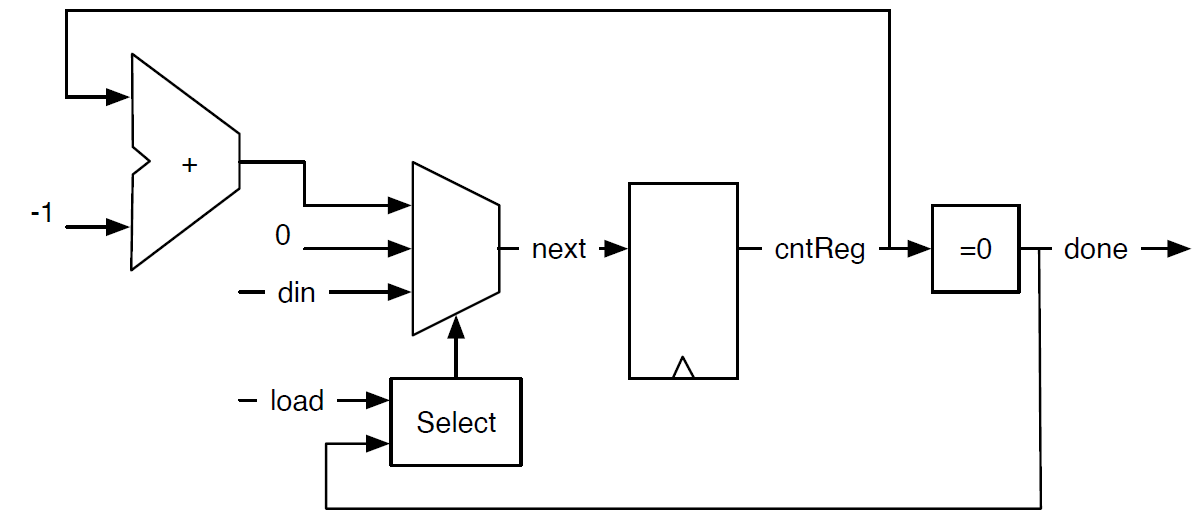 +
-1
0
next
cntReg
=0
done
din
load
Select